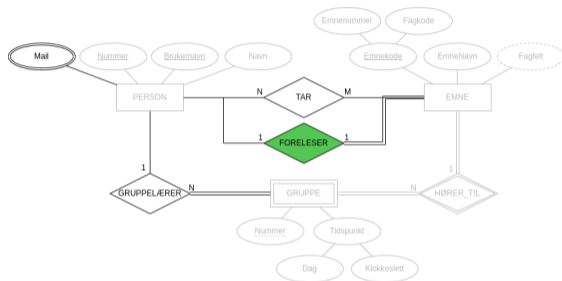 Emnenummer Fagkode
Mail Nummer Brukernavn Navn Emnekode EmneNavn Fagfelt
PERSON N TAR M EMNE
1 FORELESER 1
1 1
GRUPPELÆRER N GRUPPE N HØRER_TIL
Nummer Tidspunkt
Dag Klokkeslett